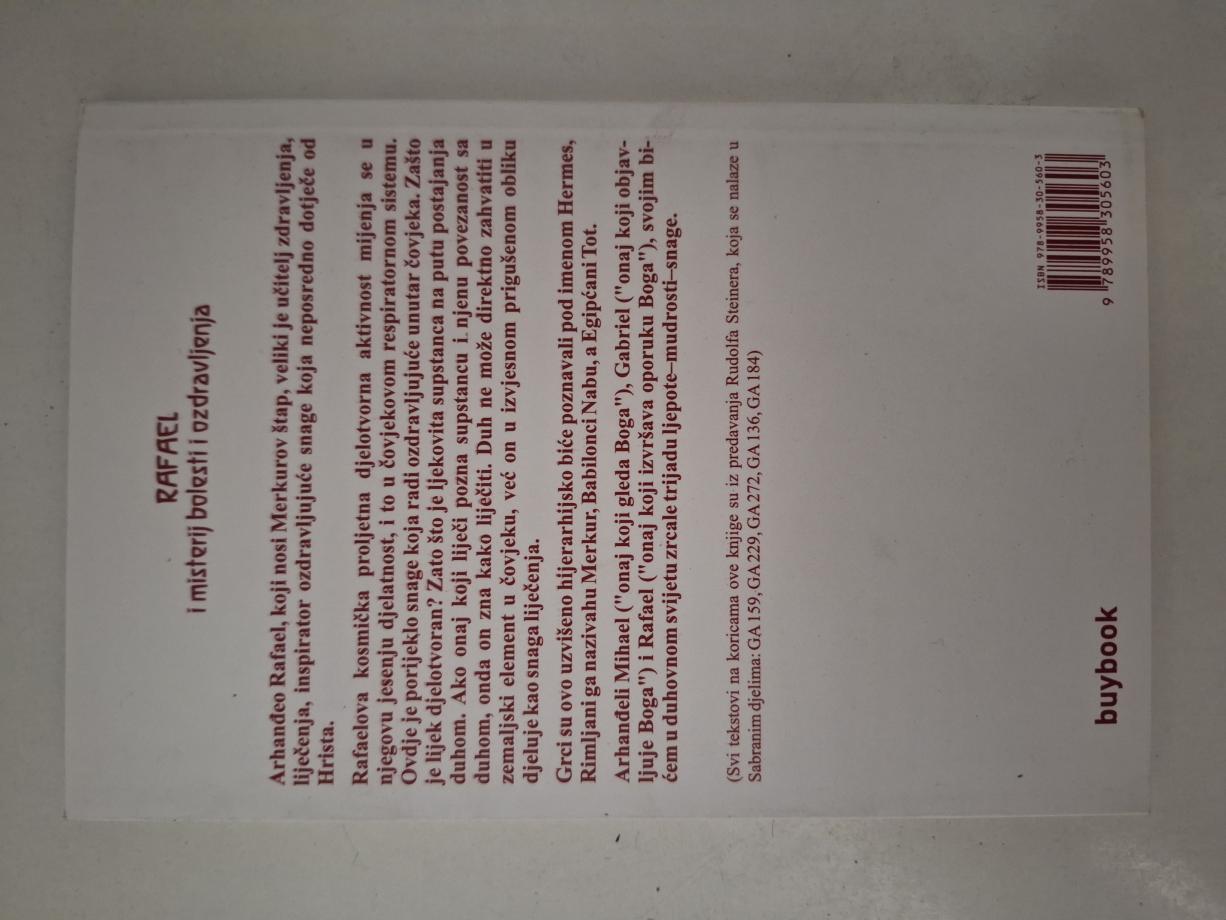 RAFAEL
i misterij bolesti i ozdravljenja
Arhanđeo Rafael, koji nosi Merkurov štap, veliki je učitelj zdravljenja,
liječenja, inspirator ozdravljujuće snage koja neposredno dotječe od
Hrista.
Rafaelova kosmička proljetna djelotvorna aktivnost mijenja se u
njegovu jesenju djelatnost, i to u čovjekovom respiratornom sistemu.
Ovdje je porijeklo snage koja radi ozdravljujuće unutar čovjeka. Zašto
je lijek djelotvoran? Zato što je ljekovita supstanca na putu postajanja
duhom. Ako onaj koji liječi pozna supstancu i njenu povezanost sa
duhom, onda on zna kako liječiti. Duh ne može direktno zahvatiti u
zemaljski element u čovjeku, već on u izvjesnom prigušenom obliku
djeluje kao snaga liječenja.
Grci su ovo uzvišeno hijerarhijsko biće poznavali pod imenom Hermes,
Rimljani ga nazivahu Merkur, Babilonci Nabu, a Egipćani Tot.
Arhanđeli Mihael ("onaj koji gleda Boga"), Gabriel ("onaj koji objav-
ljuje Boga") i Rafael ("onaj koji izvršava oporuku Boga"), svojim bi-
ćem u duhovnom svijetu zrcale trijadu ljepote–mudrosti–snage.
(Svi tekstovi na koricama ove knjige su iz predavanja Rudolfa Steinera, koja se nalaze u
Sabranim djelima: GA 159, GA 229, GA 272, GA 136, GA 184)
buybook
ISBN 978-9958-30-560-3
9 789958 305603